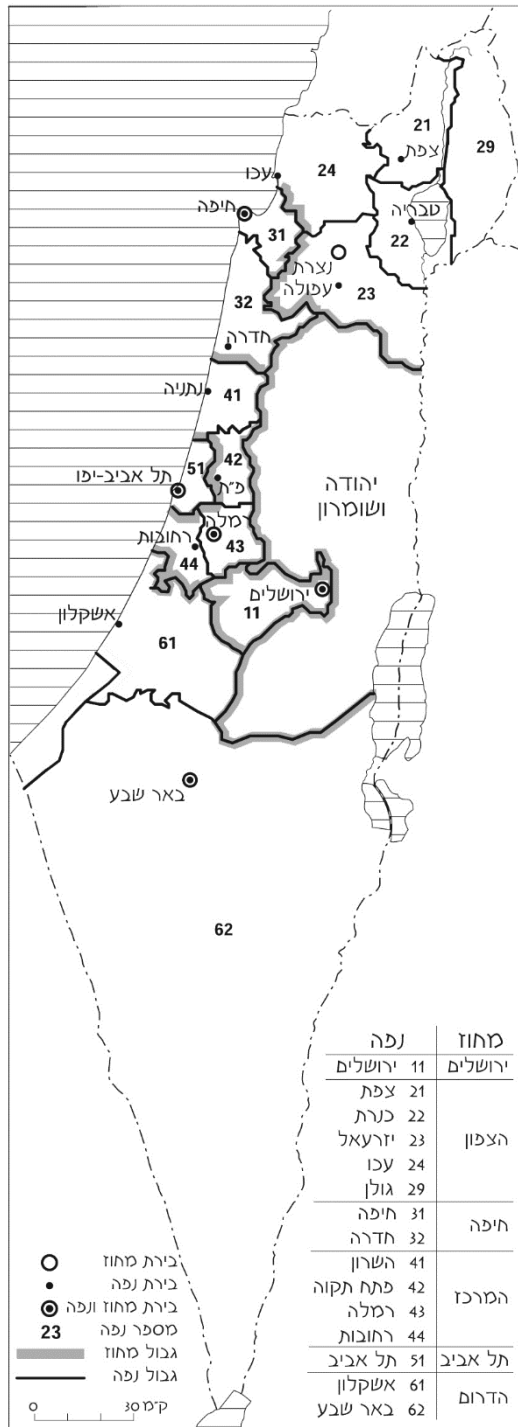 21
צפת
29
24
עכו
חיפה
טבריה
31
22
נצרת
עפולה
23
32
חדרה
נתניה
41
51
42
פ"ת
תל אביב-יפו
יהודה
ושומרון
רמלה
רחובות
43
44
ירושלים
11
אשקלון
61
באר שבע
62
מחוז נפה
ירושלים 11 ירושלים
הצפון
21 צפת
22 כנרת
23 יזרעאל
24 עכו
29 גולן
חיפה
31 חיפה
32 חדרה
המרכז
41 השרון
42 פתח תקוה
43 רמלה
44 רחובות
תל אביב 51 תל אביב
הדרום
61 אשקלון
62 באר שבע
בירת מחוז
בירת נפה
בירת מחוז ונפה
מספר נפה 23
גבול מחוז
גבול נפה
0 30 ק"מ